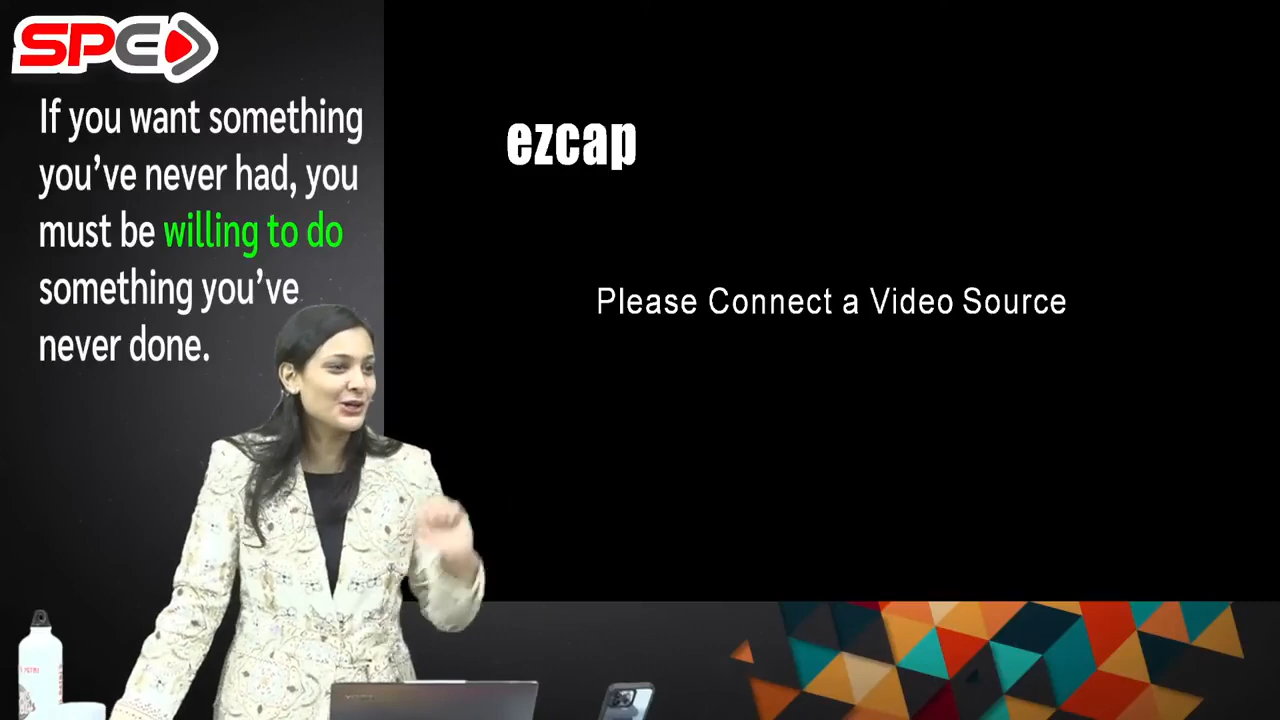 SPE
If you want something
you've never had, you
must be willing to do
something you've
never done.
ezcap
Please Connect a Video Source